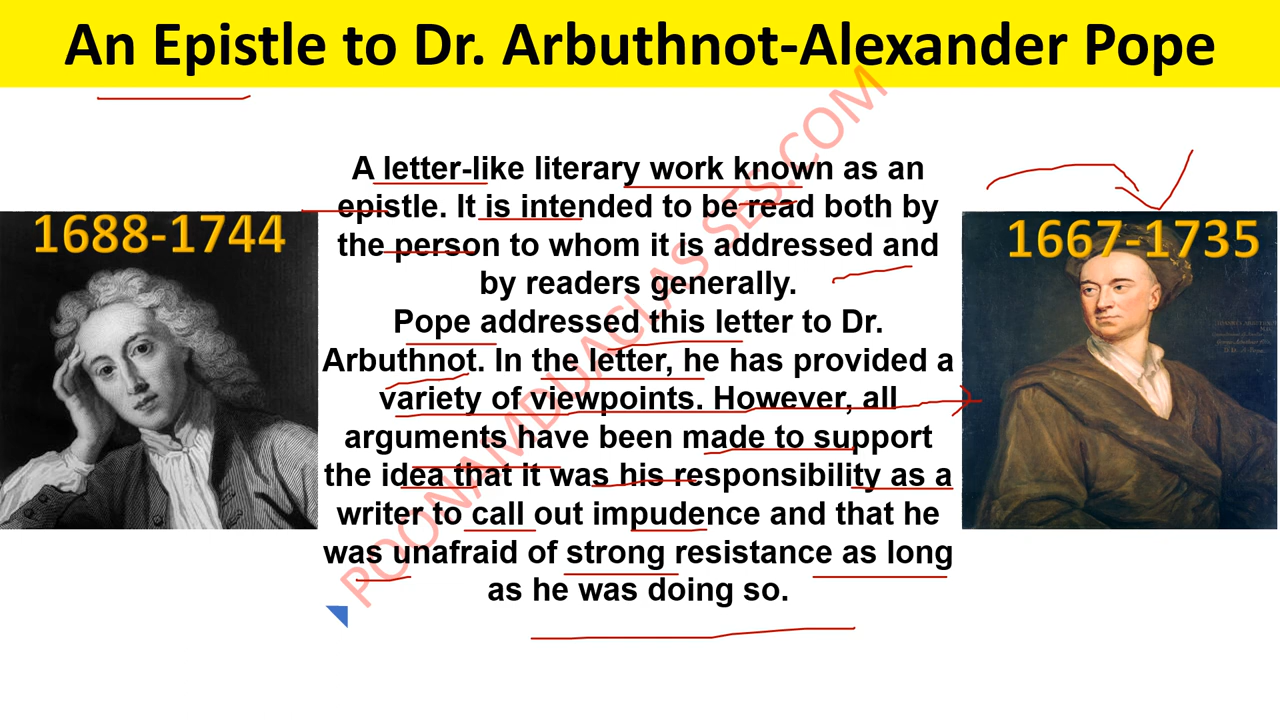 An Epistle to Dr. Arbuthnot-Alexander Pope
A letter-like literary work known as an
epistle. It is intended to be read both by
the person to whom it is addressed and
by readers generally.
Pope addressed this letter to Dr.
Arbuthnot. In the letter, he has provided a
variety of viewpoints. However, all
arguments have been made to support
the idea that it was his responsibility as a
writer to call out impudence and that he
was unafraid of strong resistance as long
as he was doing so.
1688-1744
1667-1735
POONAMDUACLASSES.COM